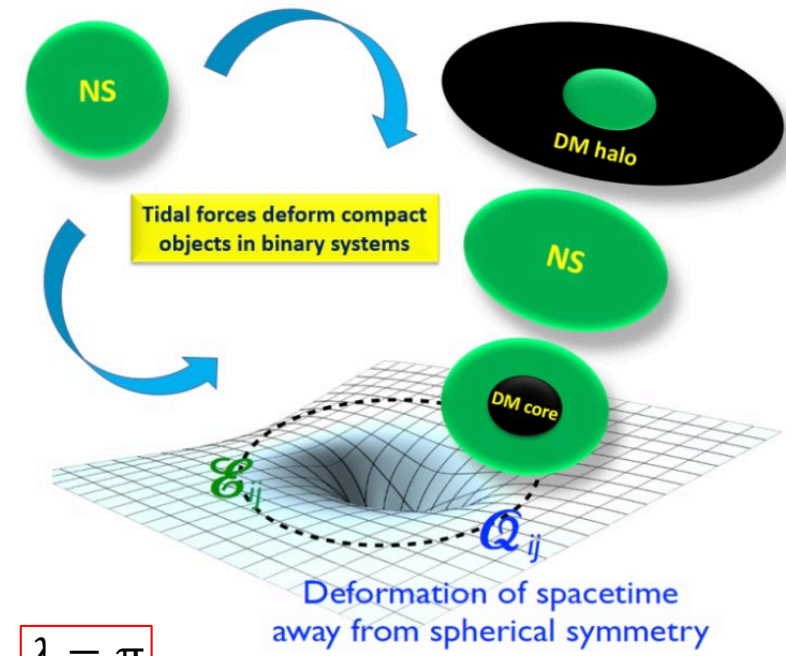 NS
DM halo
Tidal forces deform compact
objects in binary systems
NS
DM core
ℰij
𝒬ij
Deformation of spacetime
away from spherical symmetry